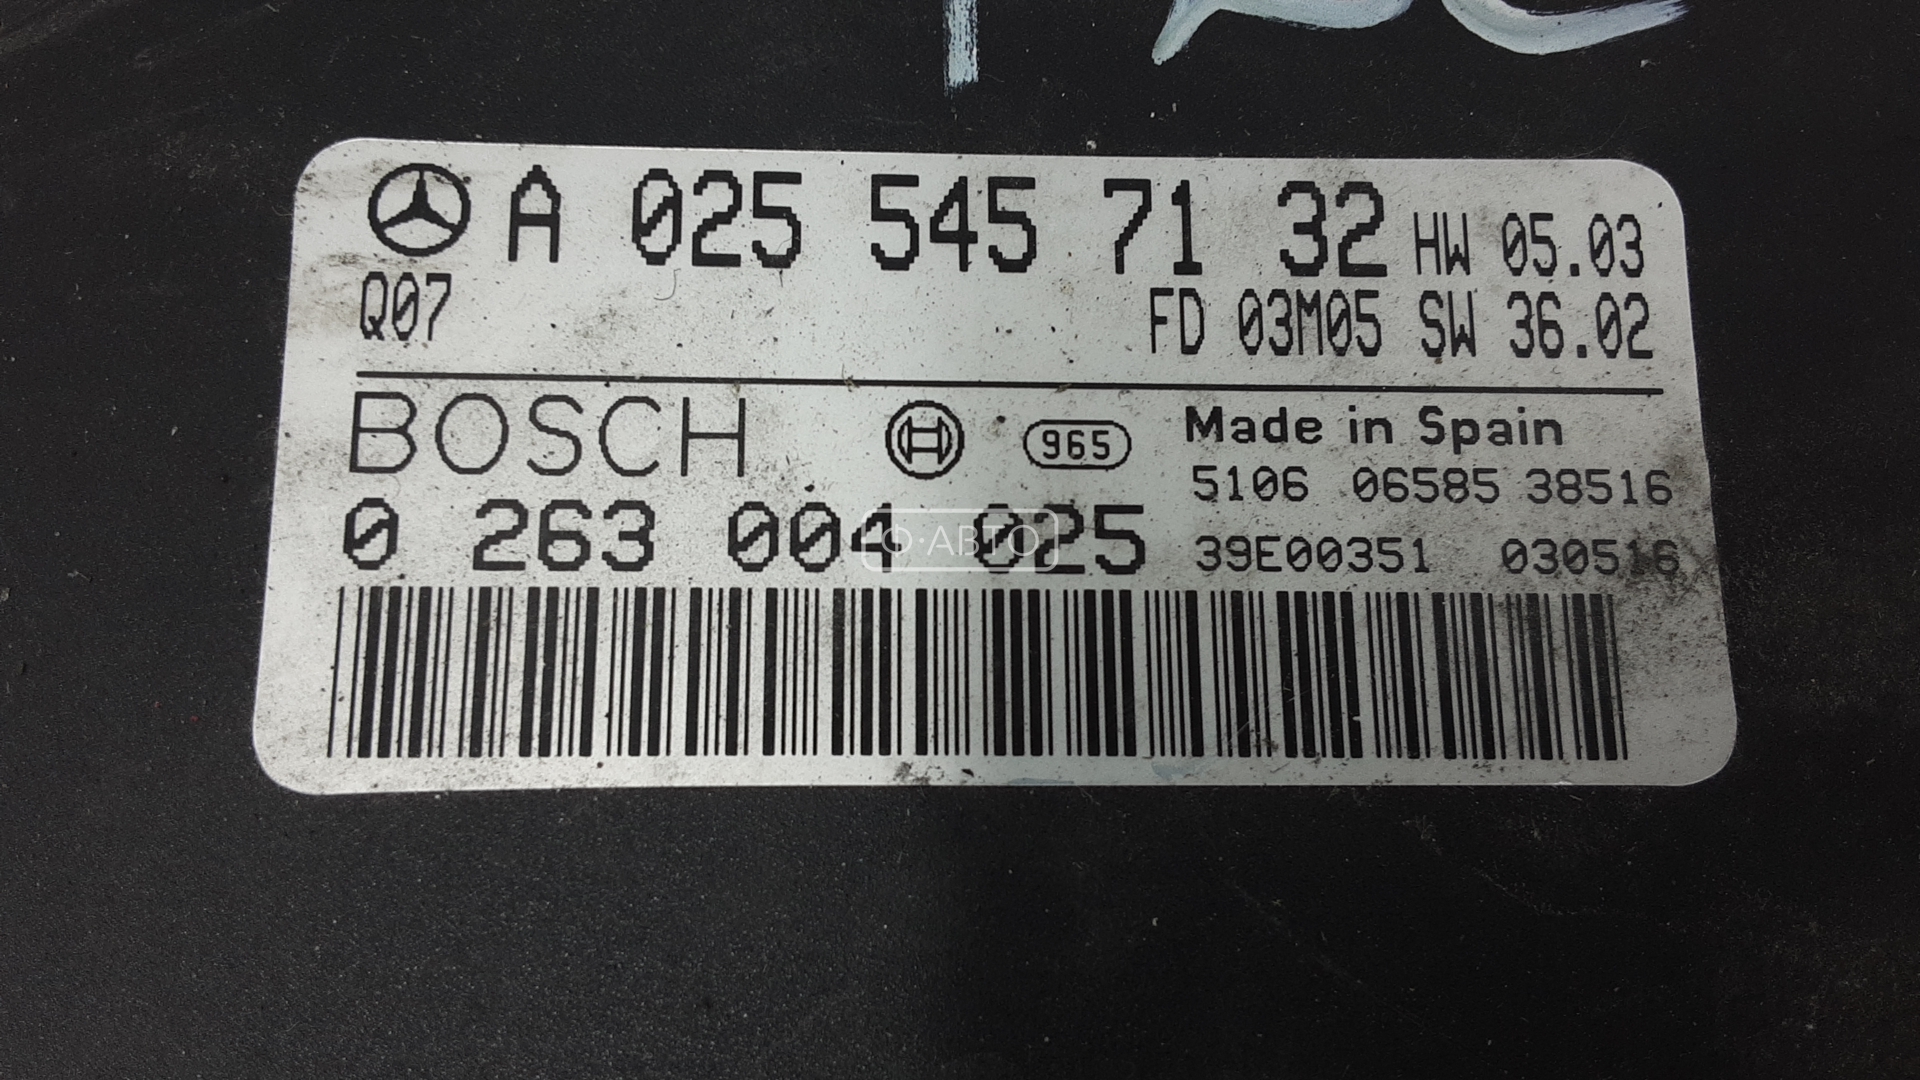 A 025 545 71 32 HW 05.03
Q07 FD 03M05 SW 36.02
BOSCH 965 Made in Spain
5106 06585 38516
0 263 004 025 39E00351 030516
Ф·АВТО